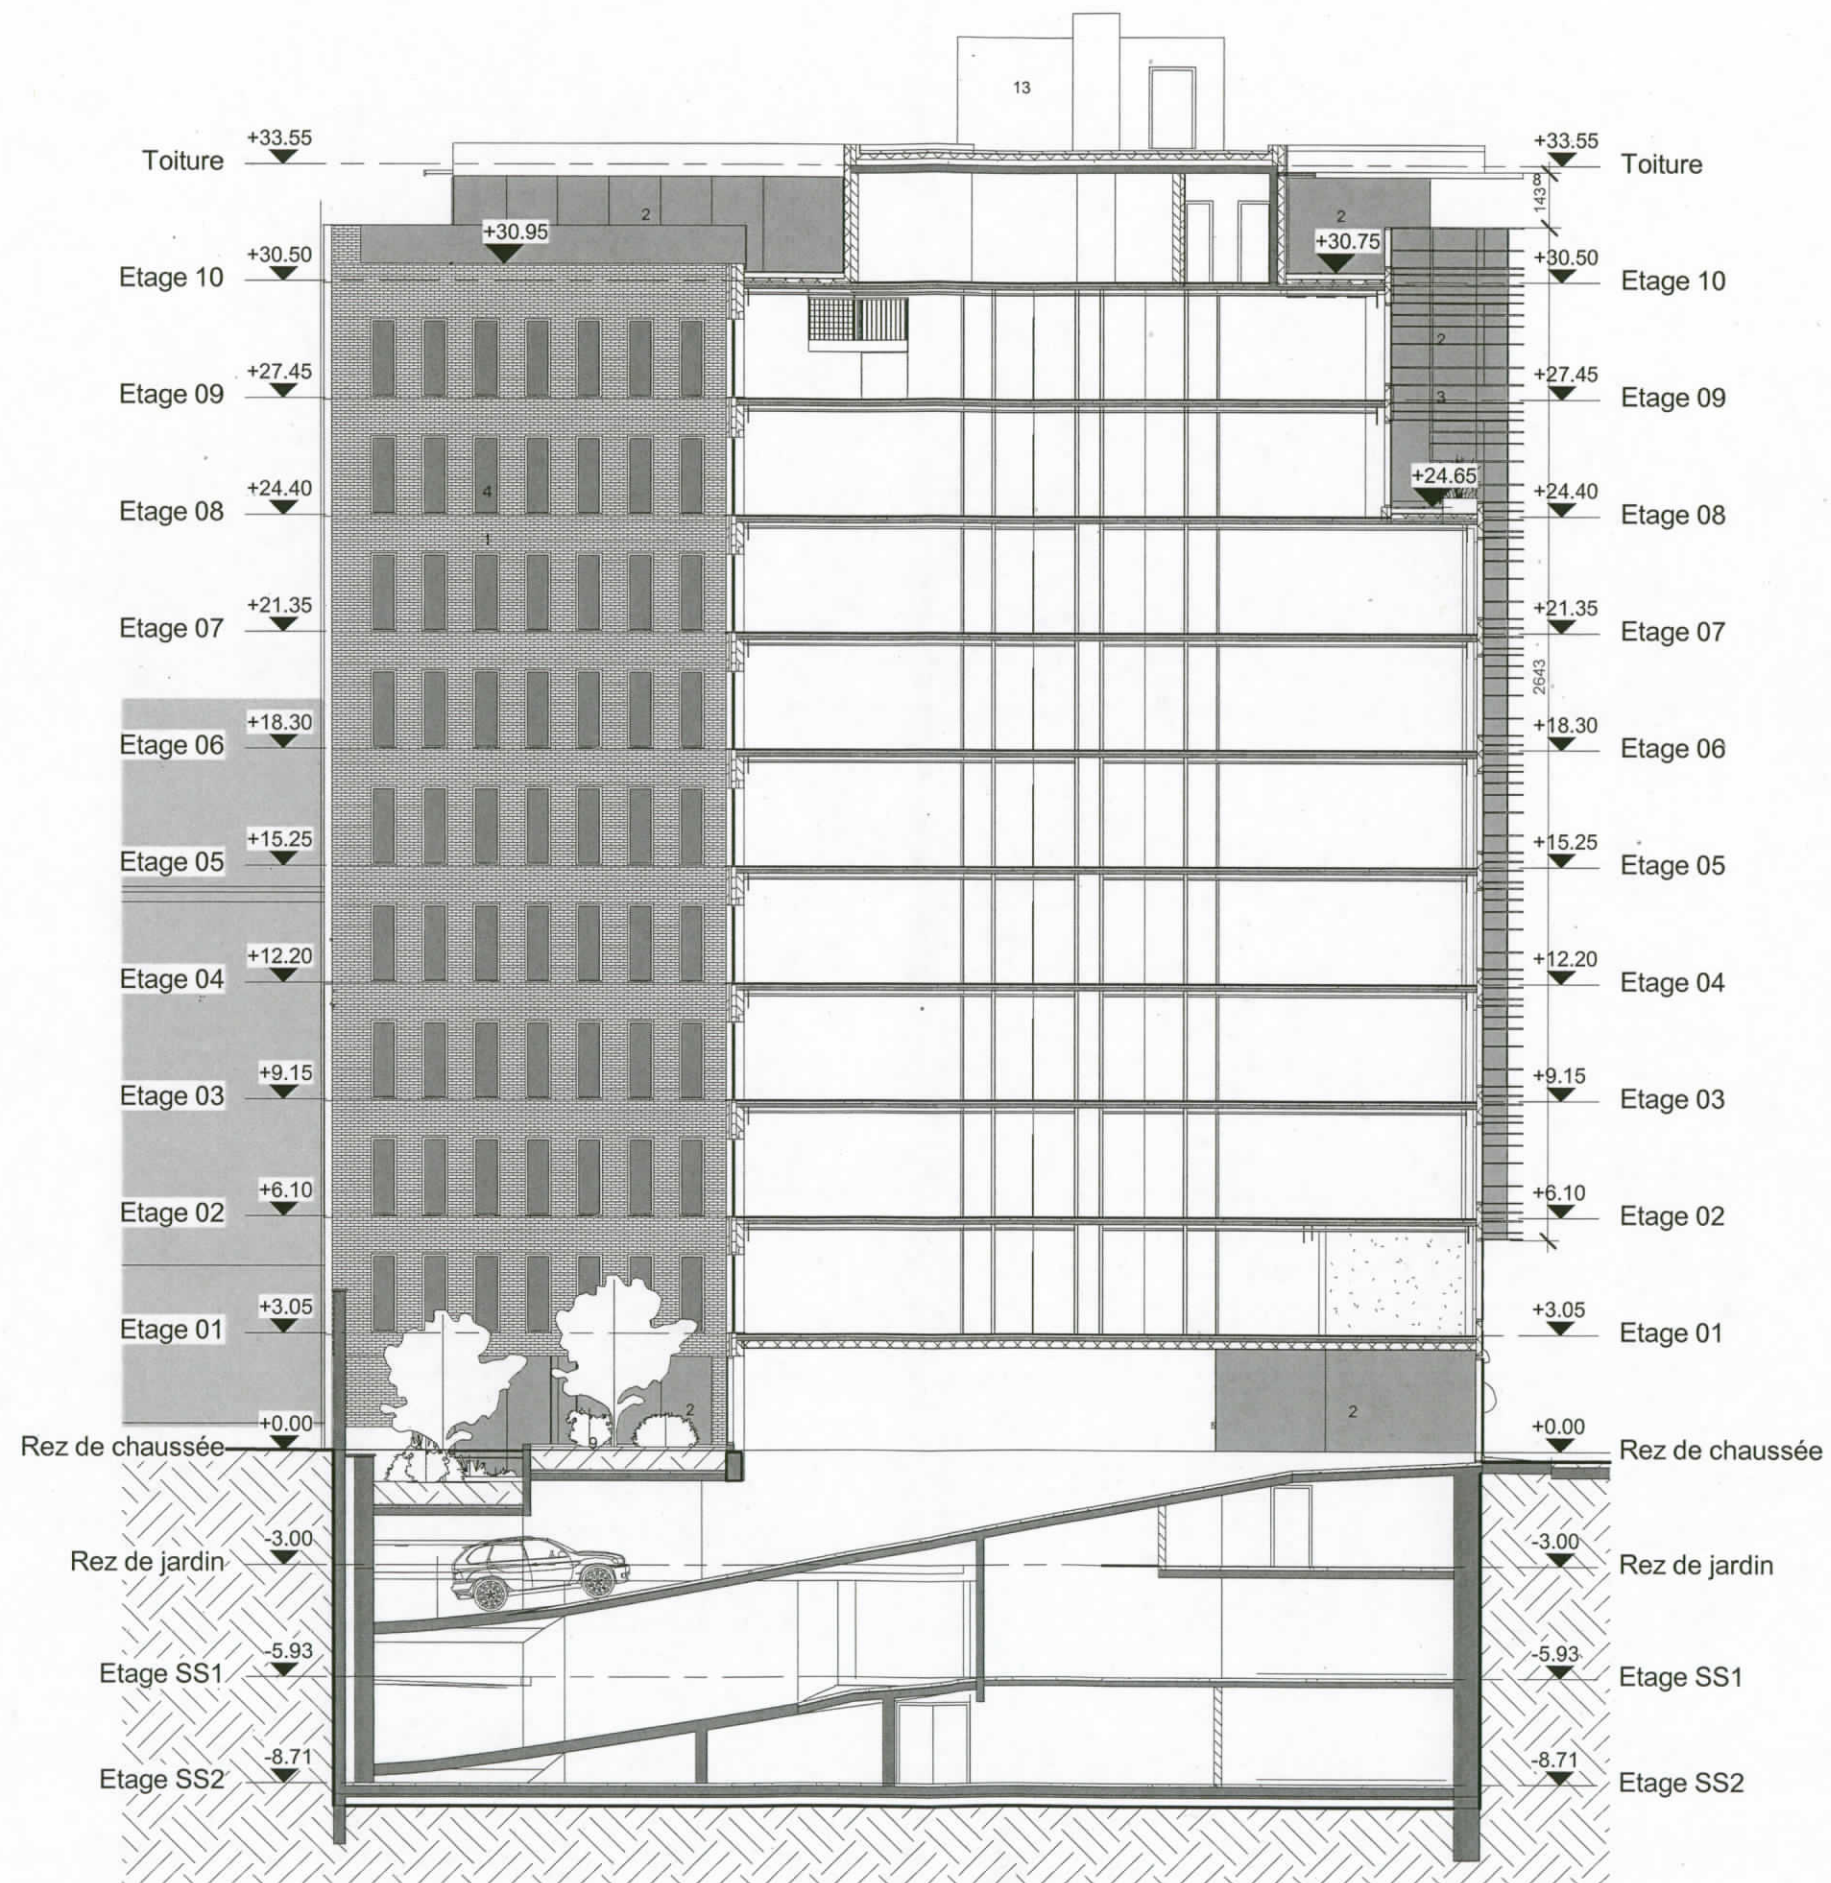 13
+33.55
Toiture
+33.55
Toiture
1438
2
2
+30.95
+30.75
+30.50
Etage 10
+30.50
Etage 10
2
+27.45
Etage 09
3
+27.45
Etage 09
4
+24.65
+24.40
Etage 08
+24.40
Etage 08
1
+21.35
Etage 07
+21.35
Etage 07
2643
+18.30
Etage 06
+18.30
Etage 06
+15.25
Etage 05
+15.25
Etage 05
+12.20
Etage 04
+12.20
Etage 04
+9.15
Etage 03
+9.15
Etage 03
+6.10
Etage 02
+6.10
Etage 02
+3.05
Etage 01
+3.05
Etage 01
2
2
9
+0.00
Rez de chaussée
+0.00
Rez de chaussée
-3.00
Rez de jardin
-3.00
Rez de jardin
-5.93
Etage SS1
-5.93
Etage SS1
-8.71
Etage SS2
-8.71
Etage SS2